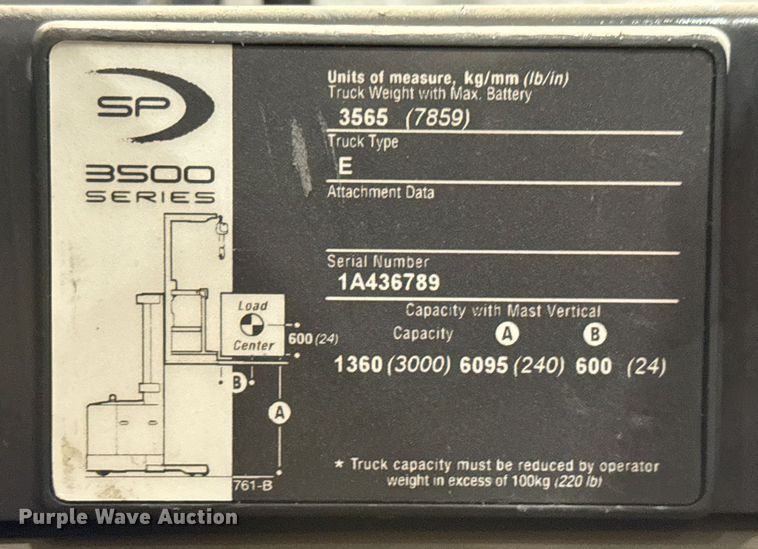 SP
3500
SERIES
Load
Center
600 (24)
B
A
761-B
Units of measure, kg/mm (lb/in)
Truck Weight with Max. Battery
3565 (7859)
Truck Type
E
Attachment Data
Serial Number
1A436789
Capacity with Mast Vertical
Capacity A B
1360 (3000) 6095 (240) 600 (24)
* Truck capacity must be reduced by operator
weight in excess of 100kg (220 lb)
Purple Wave Auction